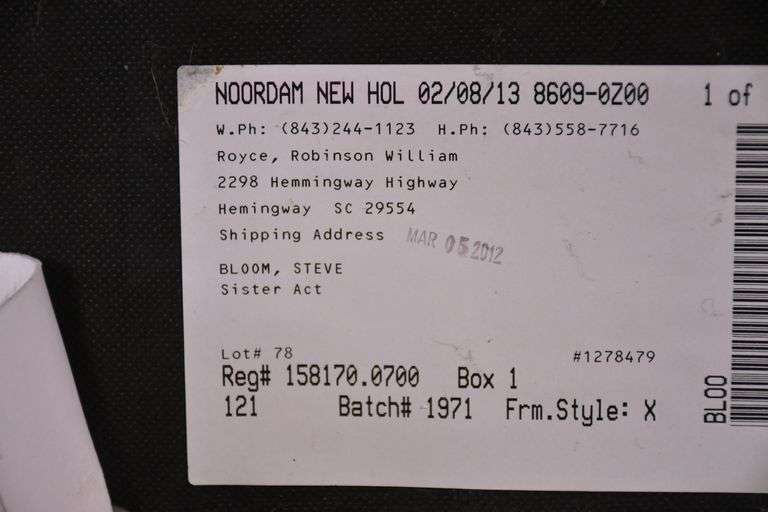 NOORDAM NEW HOL 02/08/13 8609-0Z00 1 of
W.Ph: (843)244-1123 H.Ph: (843)558-7716
Royce, Robinson William
2298 Hemmingway Highway
Hemingway SC 29554
Shipping Address MAR 05 2012
BLOOM, STEVE
Sister Act
Lot# 78 #1278479
Reg# 158170.0700 Box 1
121 Batch# 1971 Frm.Style: X
BLOO